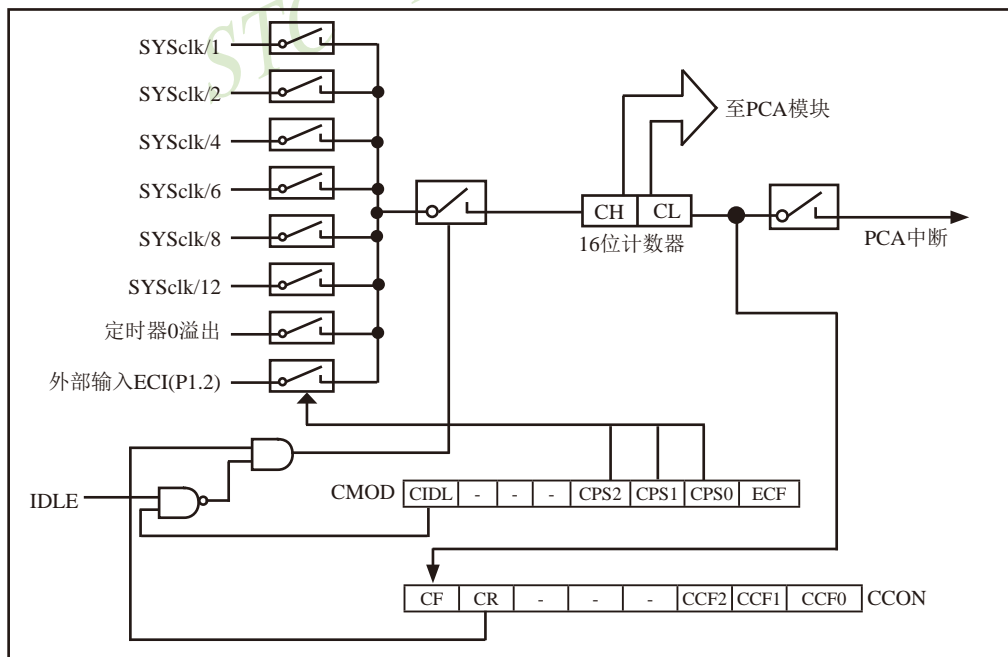 STC
SYSclk/1
SYSclk/2
SYSclk/4
SYSclk/6
SYSclk/8
SYSclk/12
定时器0溢出
外部输入ECI(P1.2)
至PCA模块
CH CL
16位计数器
PCA中断
IDLE
CMOD CIDL - - - CPS2 CPS1 CPS0 ECF
CF CR - - - CCF2 CCF1 CCF0 CCON